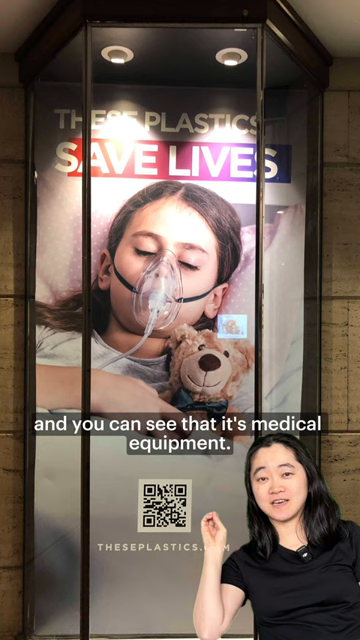 THESE PLASTICS
SAVE LIVES
and you can see that it's medical
equipment.
THESEPLASTICS.COM